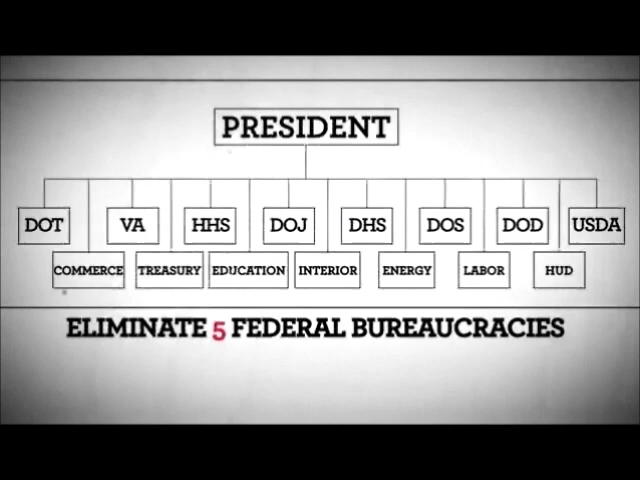 PRESIDENT
DOT VA HHS DOJ DHS DOS DOD USDA
COMMERCE TREASURY EDUCATION INTERIOR ENERGY LABOR HUD
ELIMINATE 5 FEDERAL BUREAUCRACIES